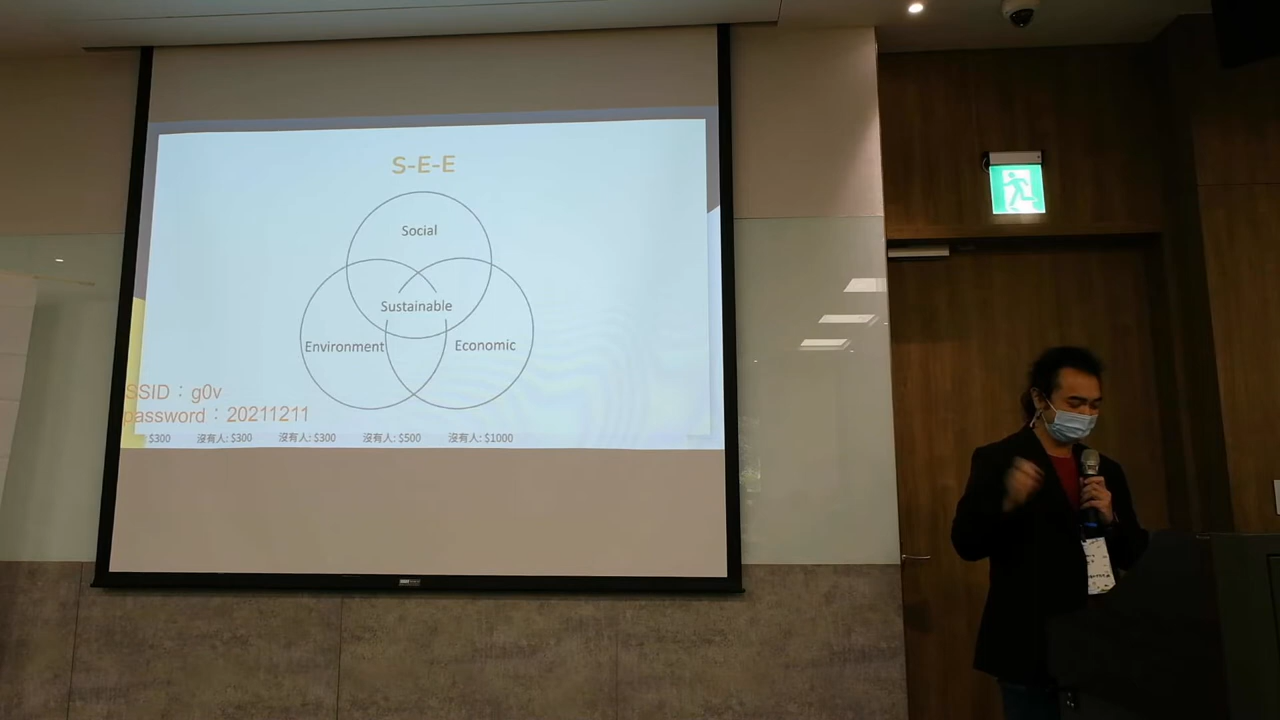 S-E-E
Social
Sustainable
Environment
Economic
SSID：g0v
password：20211211
$300 沒有人: $300 沒有人: $300 沒有人: $500 沒有人: $1000